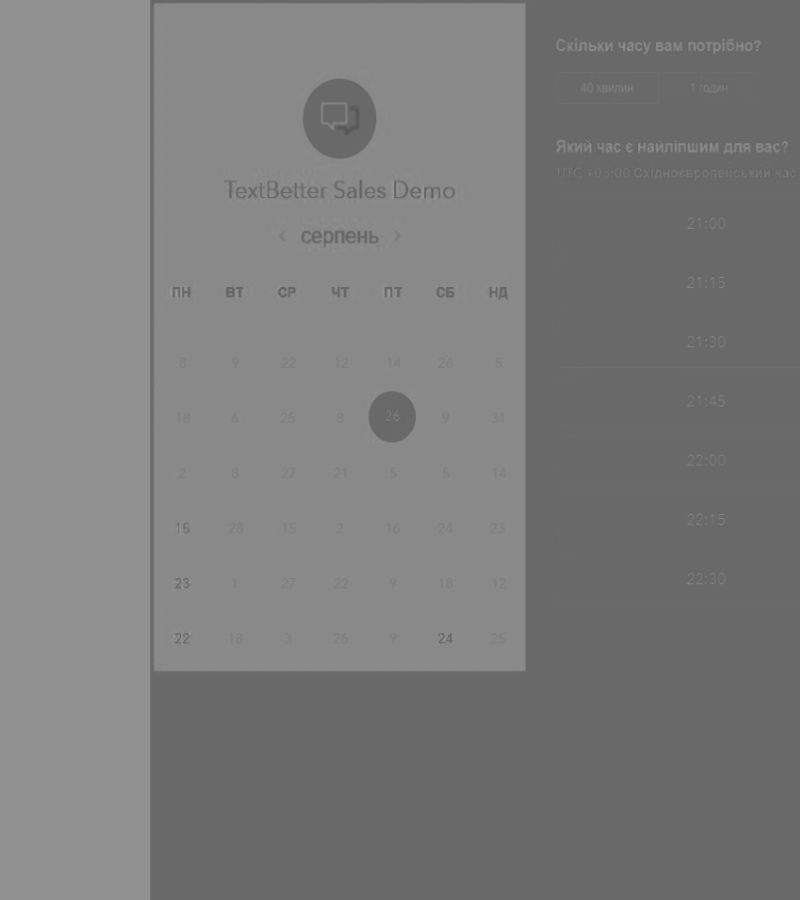 TextBetter Sales Demo
‹ серпень ›
ПН ВТ СР ЧТ ПТ СБ НД
8 9 22 12 14 26 5
18 6 25 8 26 9 31
2 8 27 21 5 5 14
15 28 15 2 16 24 23
23 1 27 22 9 18 12
22 18 3 26 9 24 25
Скільки часу вам потрібно?
40 хвилин 1 годин
Який час є найліпшим для вас?
UTC +03:00 Східноєвропейський час
21:00
21:15
21:30
21:45
22:00
22:15
22:30